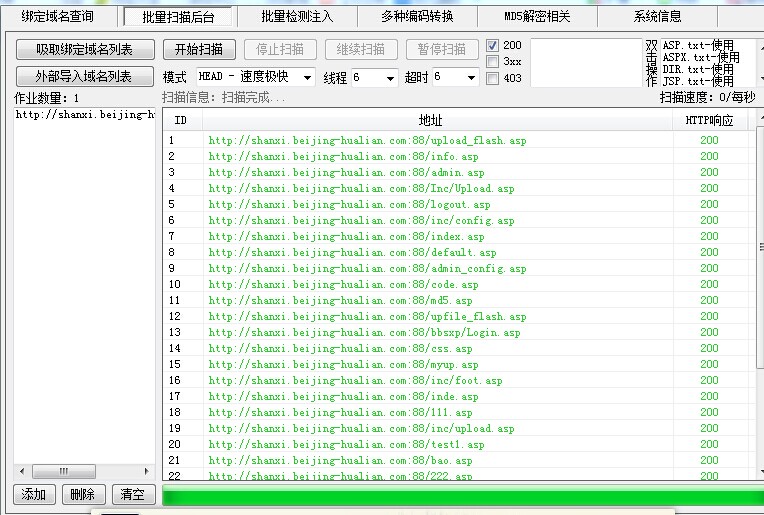 绑定域名查询 批量扫描后台 批量检测注入 多种编码转换 MD5解密相关 系统信息
吸取绑定域名列表 开始扫描 停止扫描 继续扫描 暂停扫描 200 双击操作 ASP.txt-使用
ASPX.txt-使用
外部导入域名列表 模式 HEAD - 速度极快 线程 6 超时 6 3xx DIR.txt-使用
403 JSP.txt-使用
作业数量: 1 扫描信息: 扫描完成... 扫描速度: 0/每秒
http://shanxi.beijing-h
ID 地址 HTTP响应
1 http://shanxi.beijing-hualian.com:88/upload_flash.asp 200
2 http://shanxi.beijing-hualian.com:88/info.asp 200
3 http://shanxi.beijing-hualian.com:88/admin.asp 200
4 http://shanxi.beijing-hualian.com:88/Inc/Upload.asp 200
5 http://shanxi.beijing-hualian.com:88/logout.asp 200
6 http://shanxi.beijing-hualian.com:88/inc/config.asp 200
7 http://shanxi.beijing-hualian.com:88/index.asp 200
8 http://shanxi.beijing-hualian.com:88/default.asp 200
9 http://shanxi.beijing-hualian.com:88/admin_config.asp 200
10 http://shanxi.beijing-hualian.com:88/code.asp 200
11 http://shanxi.beijing-hualian.com:88/md5.asp 200
12 http://shanxi.beijing-hualian.com:88/upfile_flash.asp 200
13 http://shanxi.beijing-hualian.com:88/bbsxp/Login.asp 200
14 http://shanxi.beijing-hualian.com:88/css.asp 200
15 http://shanxi.beijing-hualian.com:88/myup.asp 200
16 http://shanxi.beijing-hualian.com:88/inc/foot.asp 200
17 http://shanxi.beijing-hualian.com:88/inde.asp 200
18 http://shanxi.beijing-hualian.com:88/111.asp 200
19 http://shanxi.beijing-hualian.com:88/inc/upload.asp 200
20 http://shanxi.beijing-hualian.com:88/test1.asp 200
21 http://shanxi.beijing-hualian.com:88/bao.asp 200
22 http://shanxi.beijing-hualian.com:88/222.asp 200
添加 删除 清空